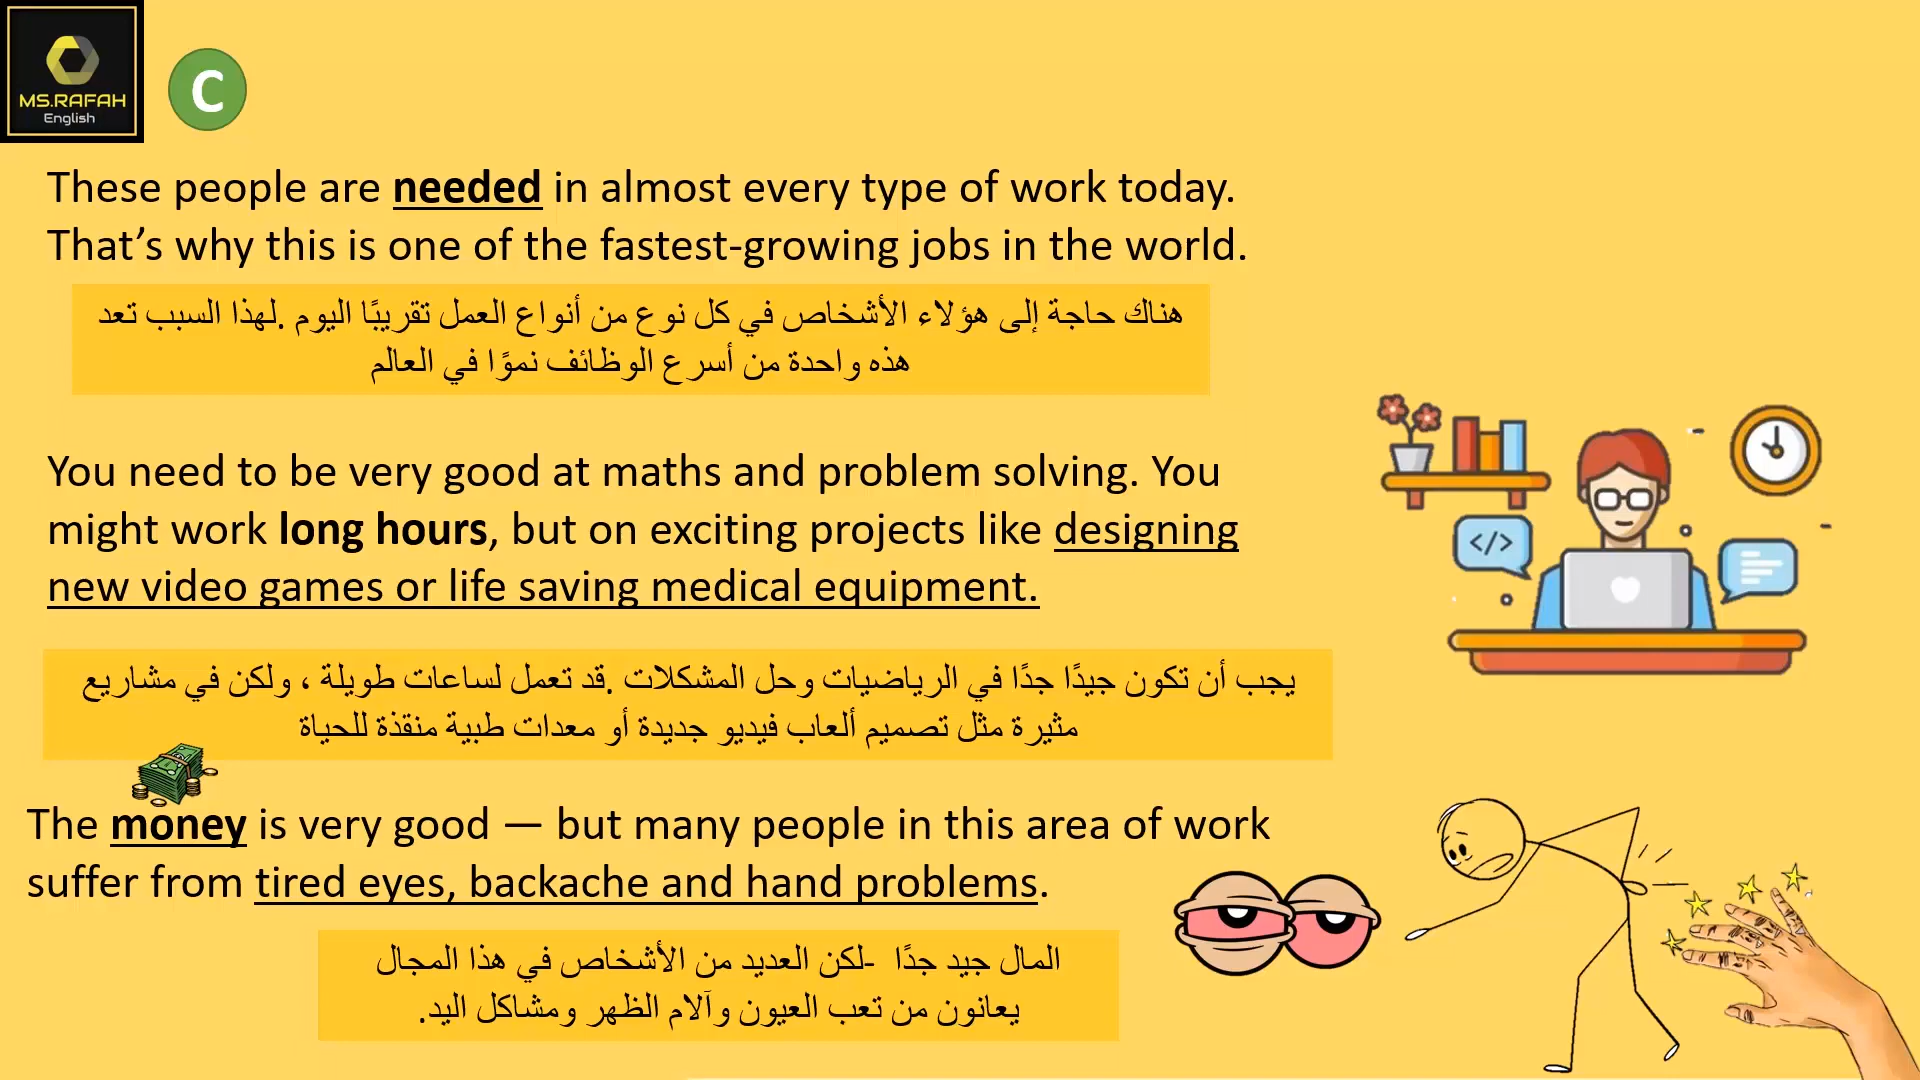 MS.RAFAH
English
C
These people are needed in almost every type of work today.
That’s why this is one of the fastest-growing jobs in the world.
هناك حاجة إلى هؤلاء الأشخاص في كل نوع من أنواع العمل تقريبًا اليوم .لهذا السبب تعد
هذه واحدة من أسرع الوظائف نموًا في العالم
You need to be very good at maths and problem solving. You
might work long hours, but on exciting projects like designing
new video games or life saving medical equipment.
يجب أن تكون جيدًا جدًا في الرياضيات وحل المشكلات .قد تعمل لساعات طويلة ، ولكن في مشاريع
مثيرة مثل تصميم ألعاب فيديو جديدة أو معدات طبية منقذة للحياة
</>
The money is very good — but many people in this area of work
suffer from tired eyes, backache and hand problems.
المال جيد جدًا -لكن العديد من الأشخاص في هذا المجال
يعانون من تعب العيون وآلام الظهر ومشاكل اليد.